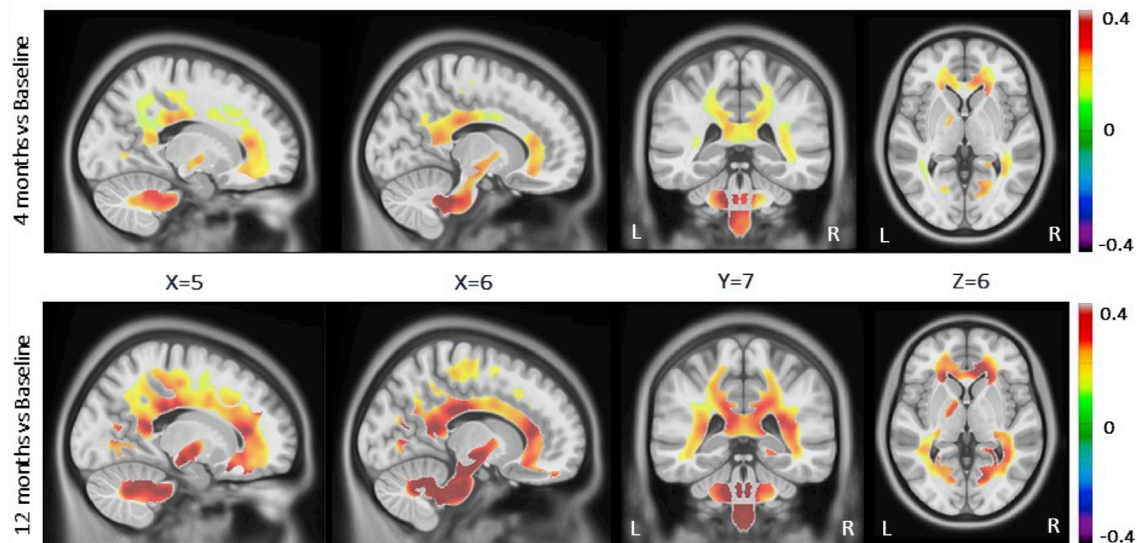 4 months vs Baseline
L
R
L
R
0.4
0
-0.4
X=5
X=6
Y=7
Z=6
12 months vs Baseline
L
R
L
R
0.4
0
-0.4